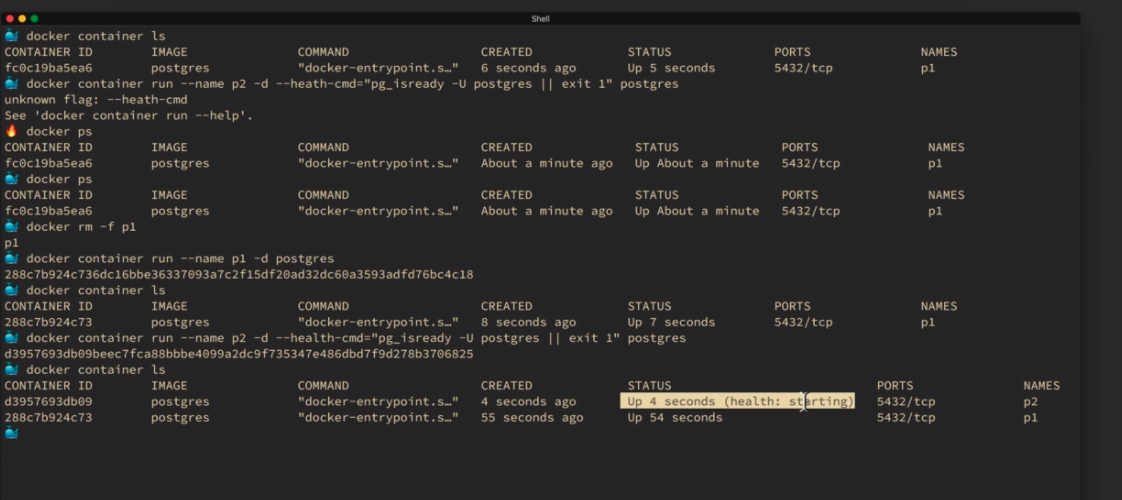 Shell
docker container ls
CONTAINER ID IMAGE COMMAND CREATED STATUS PORTS NAMES
fc0c19ba5ea6 postgres "docker-entrypoint.s…" 6 seconds ago Up 5 seconds 5432/tcp p1
docker container run --name p2 -d --heath-cmd="pg_isready -U postgres || exit 1" postgres
unknown flag: --heath-cmd
See 'docker container run --help'.
docker ps
CONTAINER ID IMAGE COMMAND CREATED STATUS PORTS NAMES
fc0c19ba5ea6 postgres "docker-entrypoint.s…" About a minute ago Up About a minute 5432/tcp p1
docker ps
CONTAINER ID IMAGE COMMAND CREATED STATUS PORTS NAMES
fc0c19ba5ea6 postgres "docker-entrypoint.s…" About a minute ago Up About a minute 5432/tcp p1
docker rm -f p1
p1
docker container run --name p1 -d postgres
288c7b924c736dc16bbe36337093a7c2f15df20ad32dc60a3593adfd76bc4c18
docker container ls
CONTAINER ID IMAGE COMMAND CREATED STATUS PORTS NAMES
288c7b924c73 postgres "docker-entrypoint.s…" 8 seconds ago Up 7 seconds 5432/tcp p1
docker container run --name p2 -d --health-cmd="pg_isready -U postgres || exit 1" postgres
d3957693db09beec7fca88bbbe4099a2dc9f735347e486dbd7f9d278b3706825
docker container ls
CONTAINER ID IMAGE COMMAND CREATED STATUS PORTS NAMES
d3957693db09 postgres "docker-entrypoint.s…" 4 seconds ago Up 4 seconds (health: starting) 5432/tcp p2
288c7b924c73 postgres "docker-entrypoint.s…" 55 seconds ago Up 54 seconds 5432/tcp p1